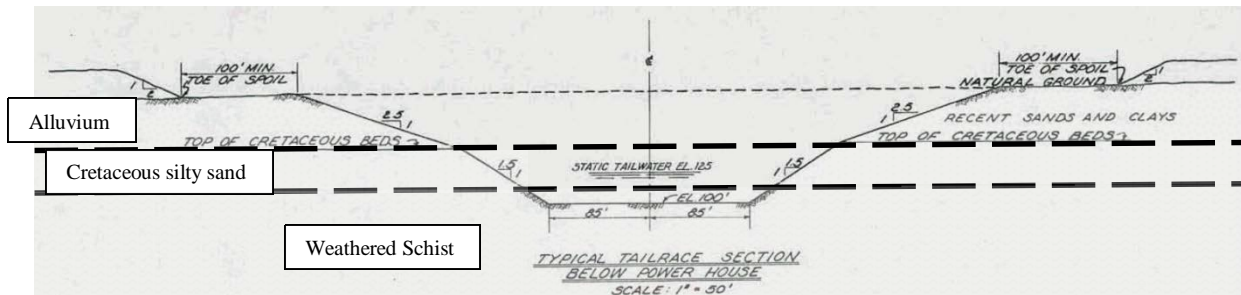 100' MIN.
TOE OF SPOIL
1
2
Alluvium
2.5
1
TOP OF CRETACEOUS BEDS
Cretaceous silty sand
1.5
1
STATIC TAILWATER EL. 125
EL. 100'
85'
85'
100' MIN.
TOE OF SPOIL
NATURAL GROUND
1
2
2.5
1
RECENT SANDS AND CLAYS
TOP OF CRETACEOUS BEDS
1.5
1
Weathered Schist
TYPICAL TAILRACE SECTION
BELOW POWER HOUSE
SCALE: 1" = 50'